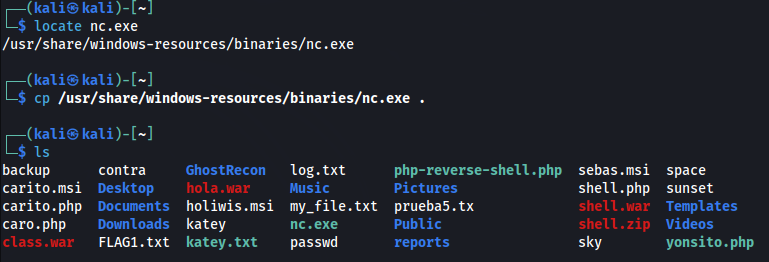 ┌──(kali㉿kali)-[~]
└─$ locate nc.exe
/usr/share/windows-resources/binaries/nc.exe
┌──(kali㉿kali)-[~]
└─$ cp /usr/share/windows-resources/binaries/nc.exe .
┌──(kali㉿kali)-[~]
└─$ ls
backup contra GhostRecon log.txt php-reverse-shell.php sebas.msi space
carito.msi Desktop hola.war Music Pictures shell.php sunset
carito.php Documents holiwis.msi my_file.txt prueba5.tx shell.war Templates
caro.php Downloads katey nc.exe Public shell.zip Videos
class.war FLAG1.txt katey.txt passwd reports sky yonsito.php